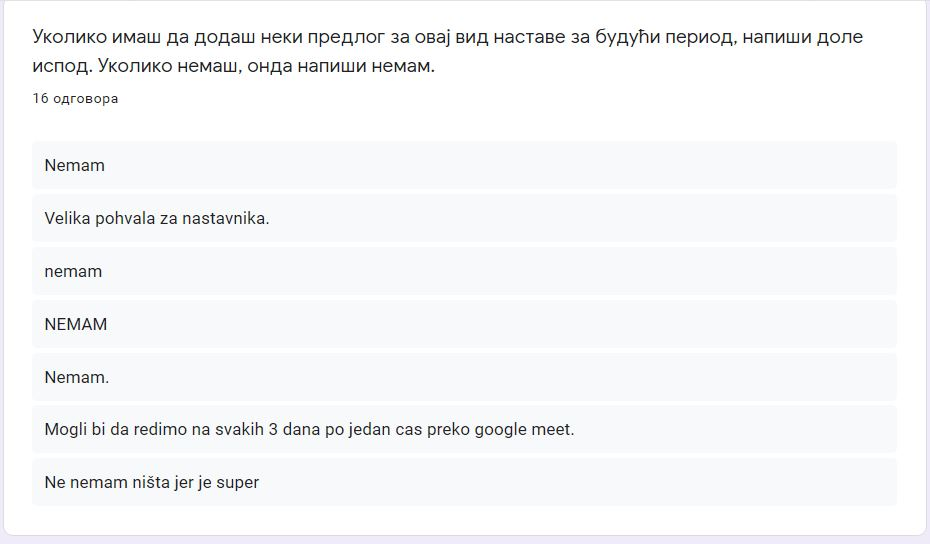 Уколико имаш да додаш неки предлог за овај вид наставе за будући период, напиши доле
испод. Уколико немаш, онда напиши немам.
16 одговора
Nemam
Velika pohvala za nastavnika.
nemam
NEMAM
Nemam.
Mogli bi da redimo na svakih 3 dana po jedan cas preko google meet.
Ne nemam ništa jer je super